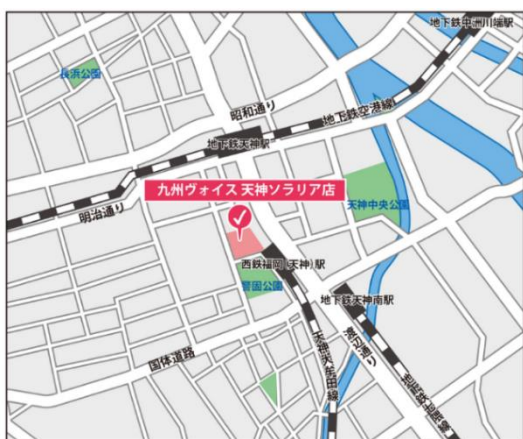 地下鉄中洲川端駅
長浜公園
昭和通り
地下鉄空港線
地下鉄天神駅
九州ヴォイス 天神ソラリア店
明治通り
天神中央公園
西鉄福岡(天神)駅
警固公園
地下鉄天神南駅
渡辺通り
国体道路
天神大牟田線